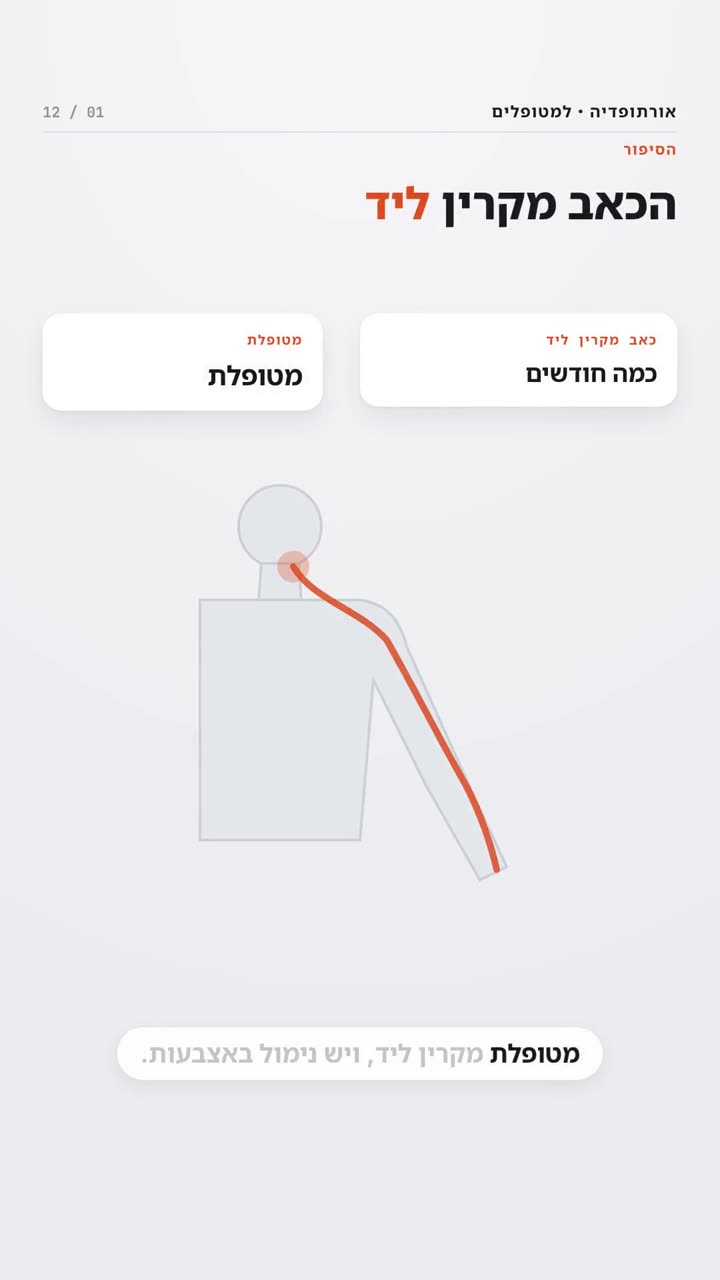 אורתופדיה · למטופלים
12 / 01
הסיפור
הכאב מקרין ליד
כאב מקרין ליד
כמה חודשים
מטופלת
מטופלת
מטופלת מקרין ליד, ויש נימול באצבעות.